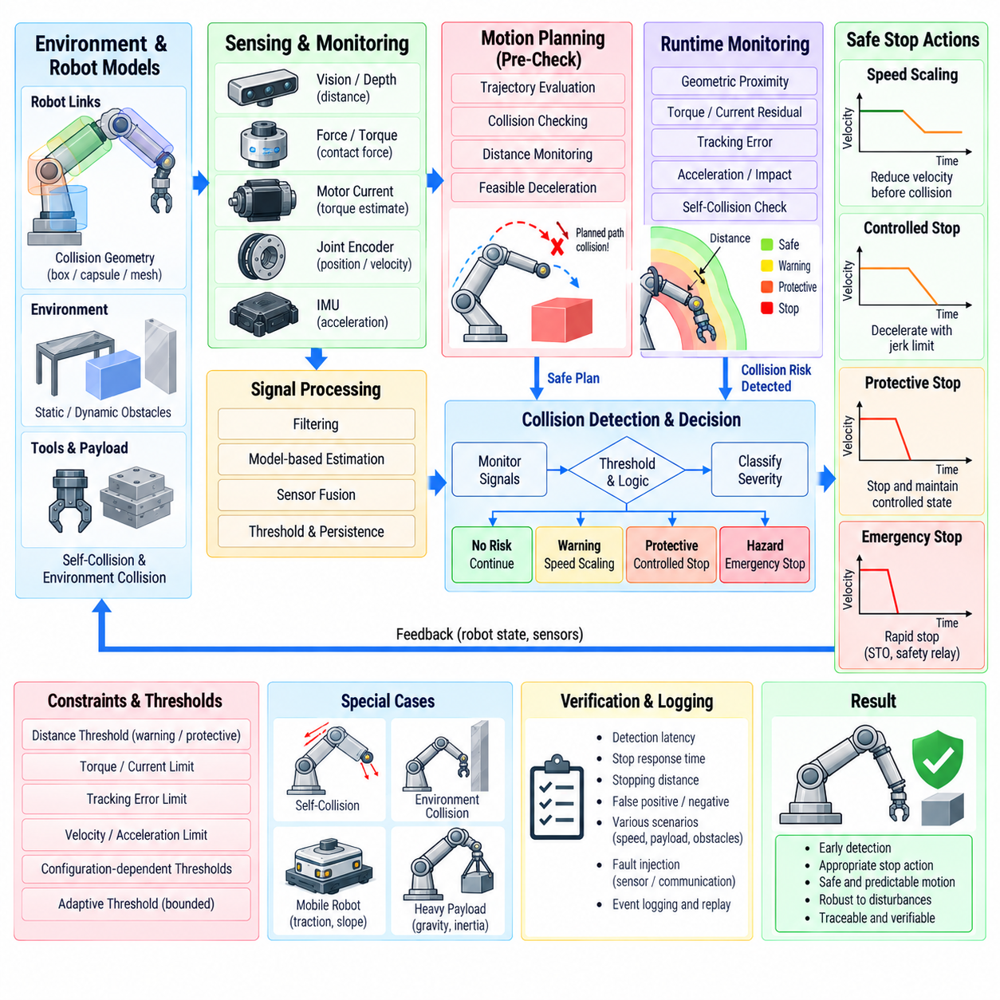 Environment &
Robot Models
Robot Links
Collision Geometry
(box / capsule / mesh)
Environment
Static / Dynamic Obstacles
Tools & Payload
Self-Collision &
Environment Collision
Sensing & Monitoring
Vision / Depth
(distance)
Force / Torque
(contact force)
Motor Current
(torque estimate)
Joint Encoder
(position / velocity)
IMU
(acceleration)
Signal Processing
Filtering
Model-based Estimation
Sensor Fusion
Threshold & Persistence
Motion Planning
(Pre-Check)
Trajectory Evaluation
Collision Checking
Distance Monitoring
Feasible Deceleration
Planned path
collision!
Safe Plan
Runtime Monitoring
Geometric Proximity
Torque / Current Residual
Tracking Error
Acceleration / Impact
Self-Collision Check
Distance
Safe
Warning
Protective
Stop
Collision Risk
Detected
Collision Detection & Decision
Monitor
Signals
Threshold
& Logic
Classify
Severity
No Risk
Continue
Warning
Speed Scaling
Protective
Controlled Stop
Hazard
Emergency Stop
Safe Stop Actions
Speed Scaling
Velocity
Time
Reduce velocity
before collision
Controlled Stop
Velocity
Time
Decelerate with
jerk limit
Protective Stop
Velocity
Time
Stop and maintain
controlled state
Emergency Stop
Velocity
Time
Rapid stop
(STO, safety relay)
Feedback (robot state, sensors)
Constraints & Thresholds
Distance Threshold (warning / protective)
Torque / Current Limit
Tracking Error Limit
Velocity / Acceleration Limit
Configuration-dependent Thresholds
Adaptive Threshold (bounded)
Special Cases
Self-Collision
Environment
Collision
Mobile Robot
(traction, slope)
Heavy Payload
(gravity, inertia)
Verification & Logging
• Detection latency
• Stop response time
• Stopping distance
• False positive / negative
• Various scenarios
(speed, payload, obstacles)
• Fault injection
(sensor / communication)
• Event logging and replay
Result
• Early detection
• Appropriate stop action
• Safe and predictable motion
• Robust to disturbances
• Traceable and verifiable